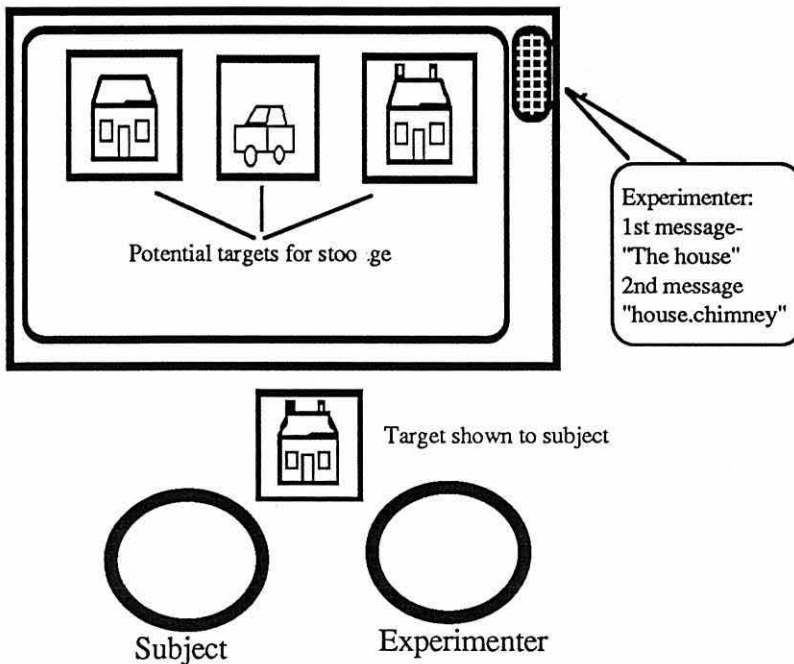 Experimenter:
1st message-
"The house"
2nd message
"house.chimney"
Potential targets for stoo .ge
Target shown to subject
Subject
Experimenter